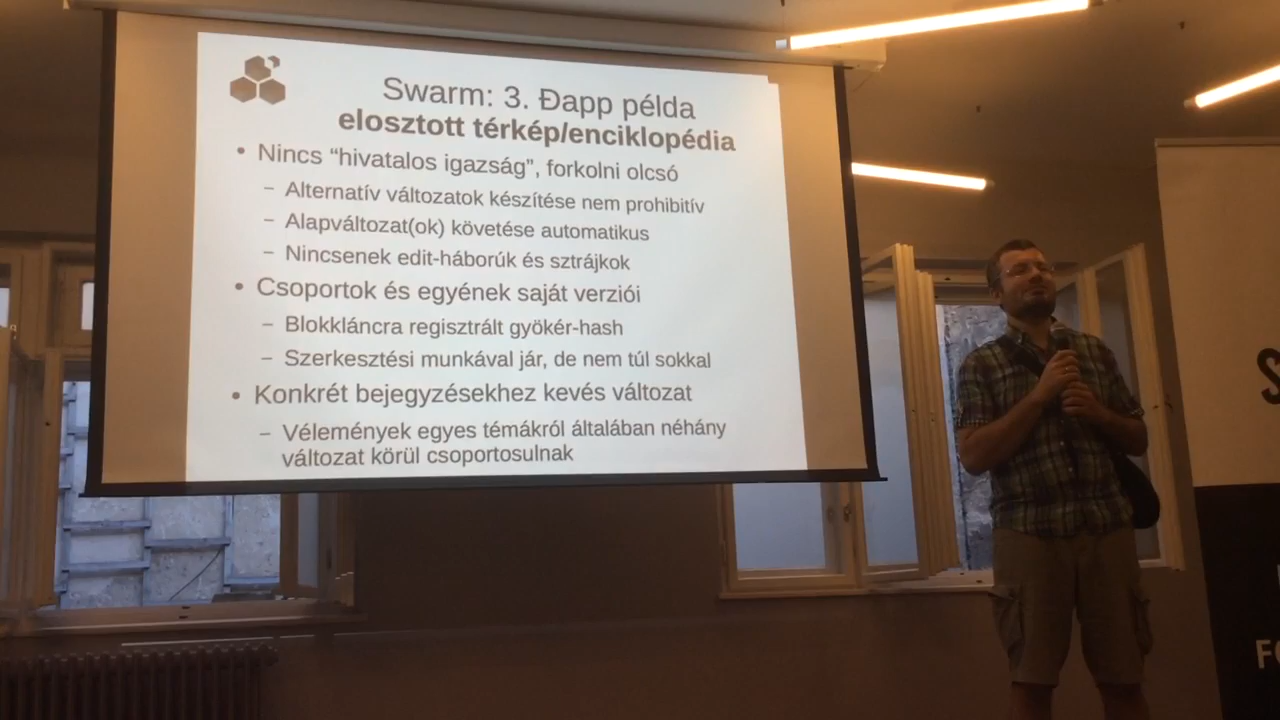 Swarm: 3. Đapp példa
elosztott térkép/enciklopédia
• Nincs “hivatalos igazság”, forkolni olcsó
– Alternatív változatok készítése nem prohibitív
– Alapváltozat(ok) követése automatikus
– Nincsenek edit-háborúk és sztrájkok
• Csoportok és egyének saját verziói
– Blokkláncra regisztrált gyökér-hash
– Szerkesztési munkával jár, de nem túl sokkal
• Konkrét bejegyzésekhez kevés változat
– Vélemények egyes témákról általában néhány
változat körül csoportosulnak